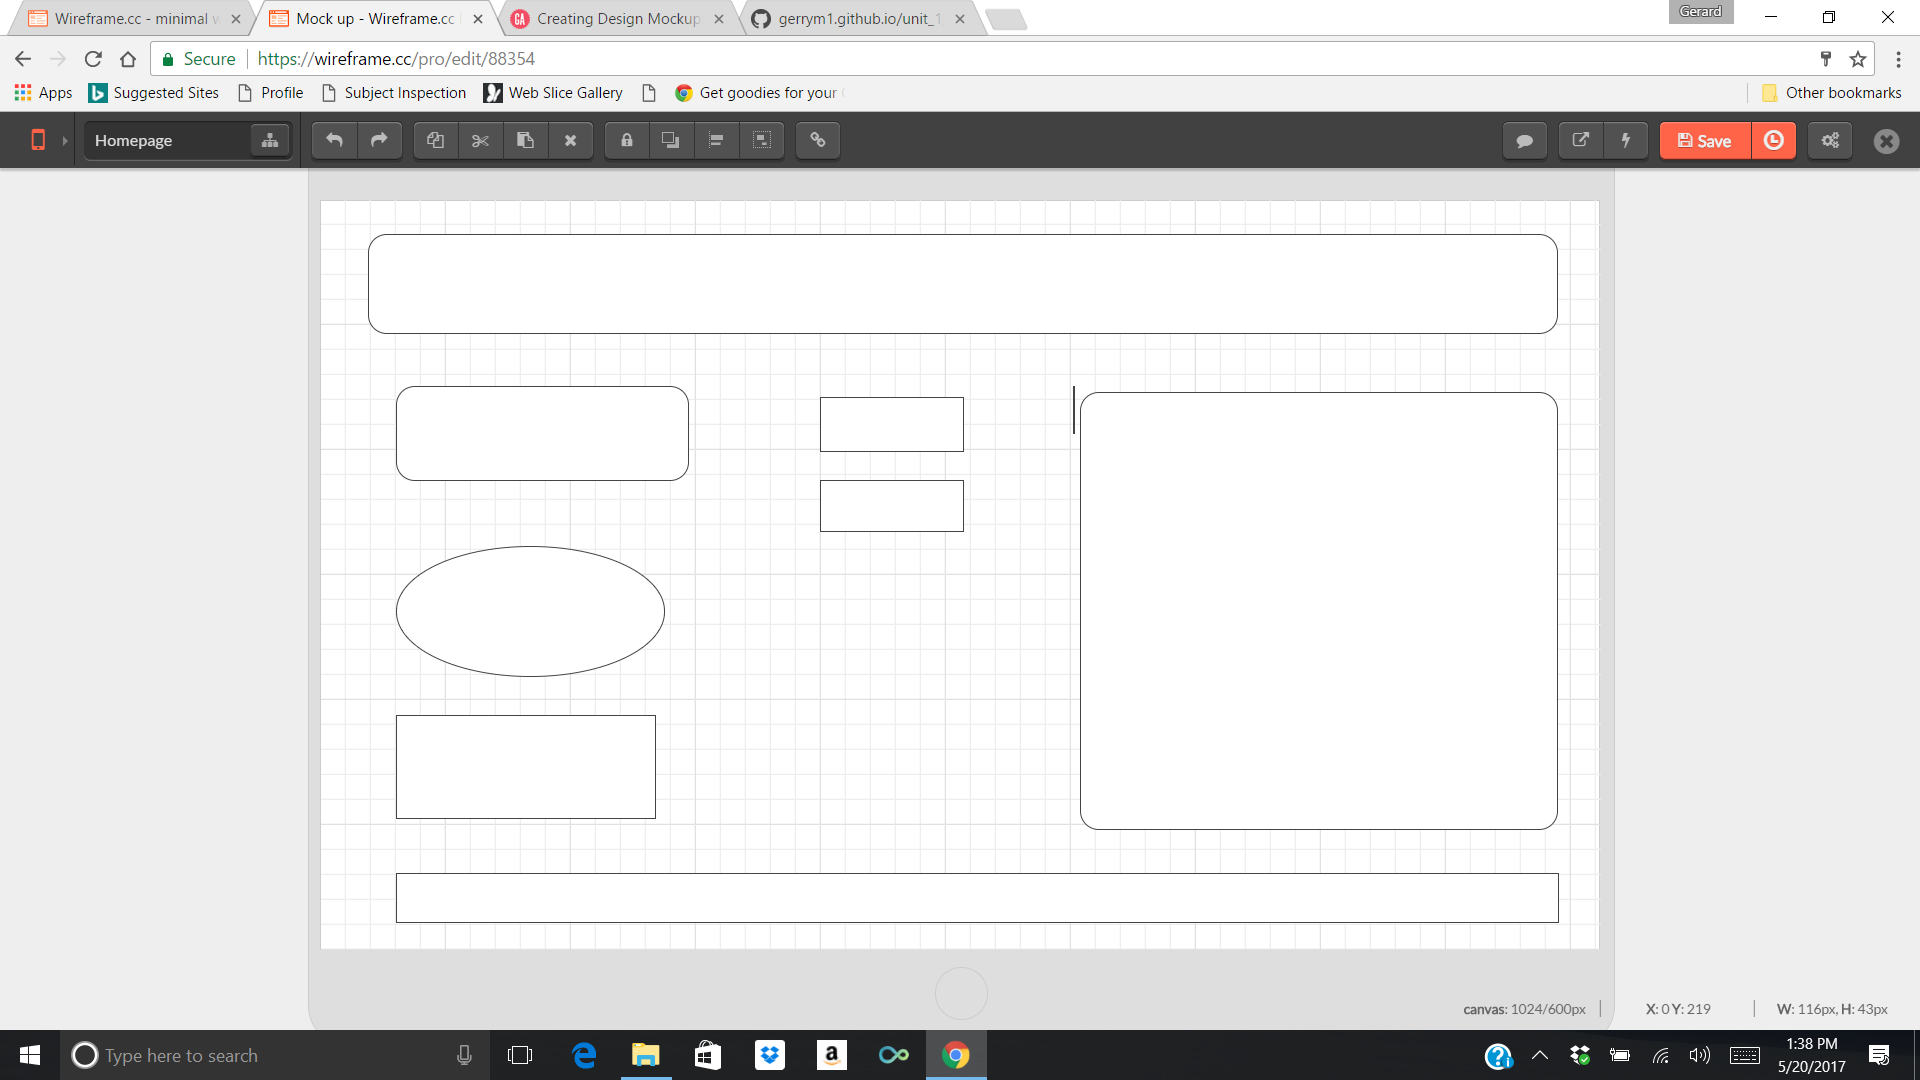 Wireframe.cc - minimal w
Mock up - Wireframe.cc
Creating Design Mockup
gerrym1.github.io/unit_1
Gerard
Secure
https://wireframe.cc/pro/edit/88354
Apps
Suggested Sites
Profile
Subject Inspection
Web Slice Gallery
Get goodies for your
Other bookmarks
Homepage
Save
canvas: 1024/600px
X: 0 Y: 219
W: 116px, H: 43px
Type here to search
1:38 PM
5/20/2017